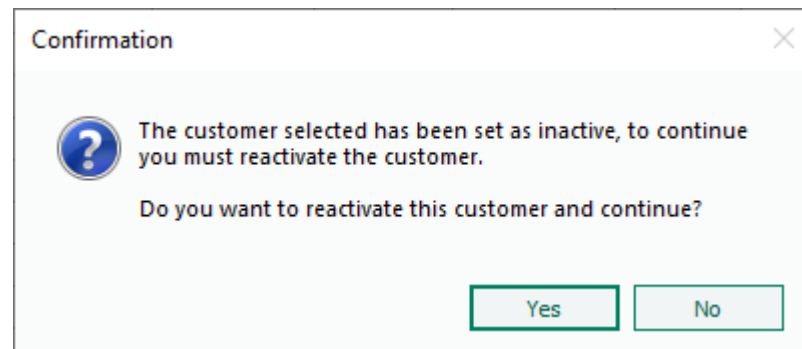 Confirmation
The customer selected has been set as inactive, to continue
you must reactivate the customer.
Do you want to reactivate this customer and continue?
Yes
No